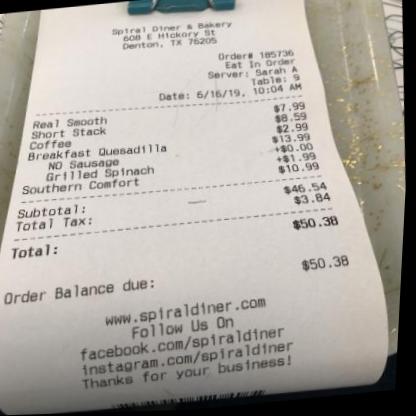 Spiral Diner & Bakery
608 E Hickory St
Denton, TX 76205
Order# 185736
Eat In Order
Server: Sarah A
Table: 9
Date: 6/16/19, 10:04 AM
Real Smooth $7.99
Short Stack $8.59
Coffee $2.99
Breakfast Quesadilla $13.99
NO Sausage +$0.00
Grilled Spinach +$1.99
Southern Comfort $10.99
Subtotal: $46.54
Total Tax: $3.84
Total: $50.38
Order Balance due: $50.38
www.spiraldiner.com
Follow Us On
facebook.com/spiraldiner
instagram.com/spiraldiner
Thanks for your business!